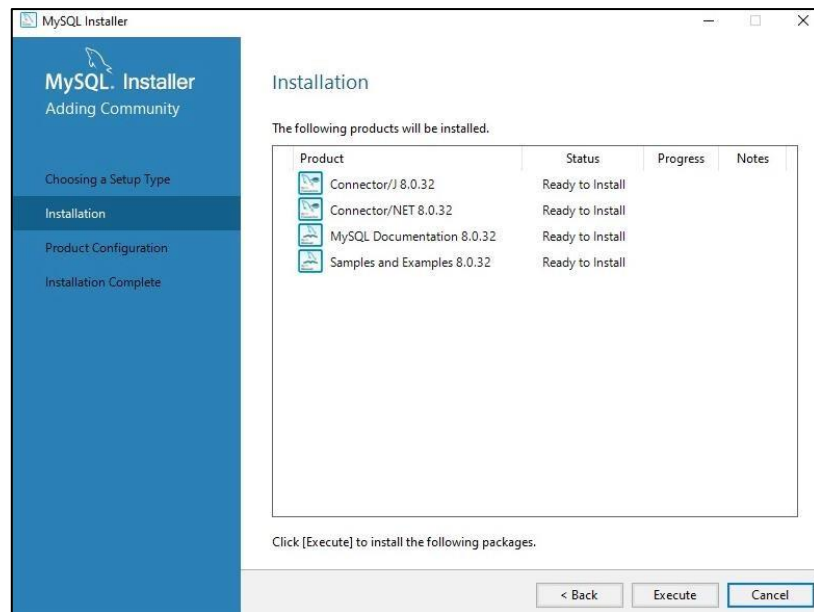 MySQL Installer
MySQL. Installer
Adding Community
Choosing a Setup Type
Installation
Product Configuration
Installation Complete
Installation
The following products will be installed.
Product Status Progress Notes
Connector/J 8.0.32 Ready to Install
Connector/NET 8.0.32 Ready to Install
MySQL Documentation 8.0.32 Ready to Install
Samples and Examples 8.0.32 Ready to Install
Click [Execute] to install the following packages.
< Back Execute Cancel